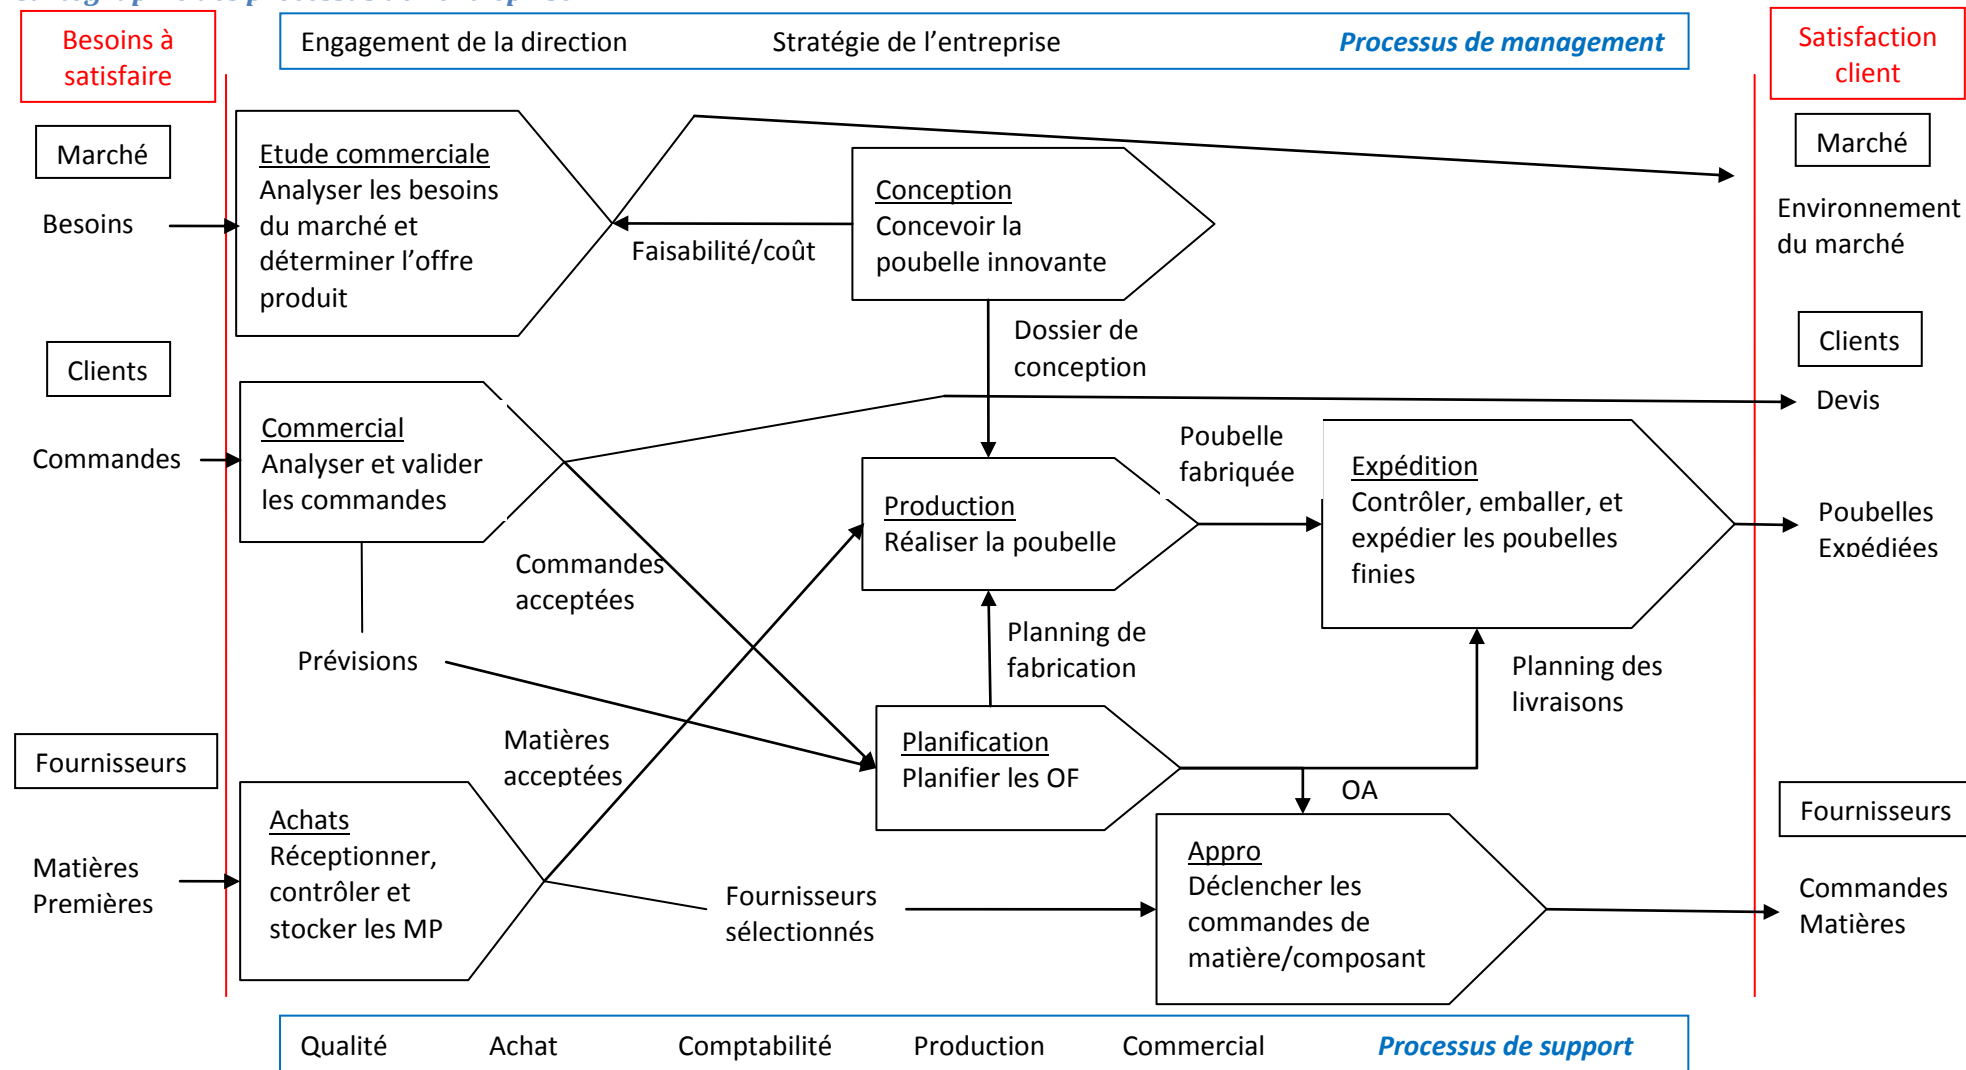 Besoins à
satisfaire
Engagement de la direction
Stratégie de l'entreprise
Processus de management
Satisfaction
client
Marché
Besoins
Etude commerciale
Analyser les besoins
du marché et
déterminer l'offre
produit
Faisabilité/coût
Conception
Concevoir la
poubelle innovante
Marché
Environnement
du marché
Dossier de
conception
Clients
Commandes
Commercial
Analyser et valider
les commandes
Clients
Devis
Commandes
acceptées
Prévisions
Production
Réaliser la poubelle
Poubelle
fabriquée
Expédition
Contrôler, emballer, et
expédier les poubelles
finies
Poubelles
Expédiées
Planning de
fabrication
Planning des
livraisons
Matières
acceptées
Planification
Planifier les OF
OA
Fournisseurs
Matières
Premières
Achats
Réceptionner,
contrôler et
stocker les MP
Fournisseurs
sélectionnés
Appro
Déclencher les
commandes de
matière/composant
Fournisseurs
Commandes
Matières
Qualité
Achat
Comptabilité
Production
Commercial
Processus de support